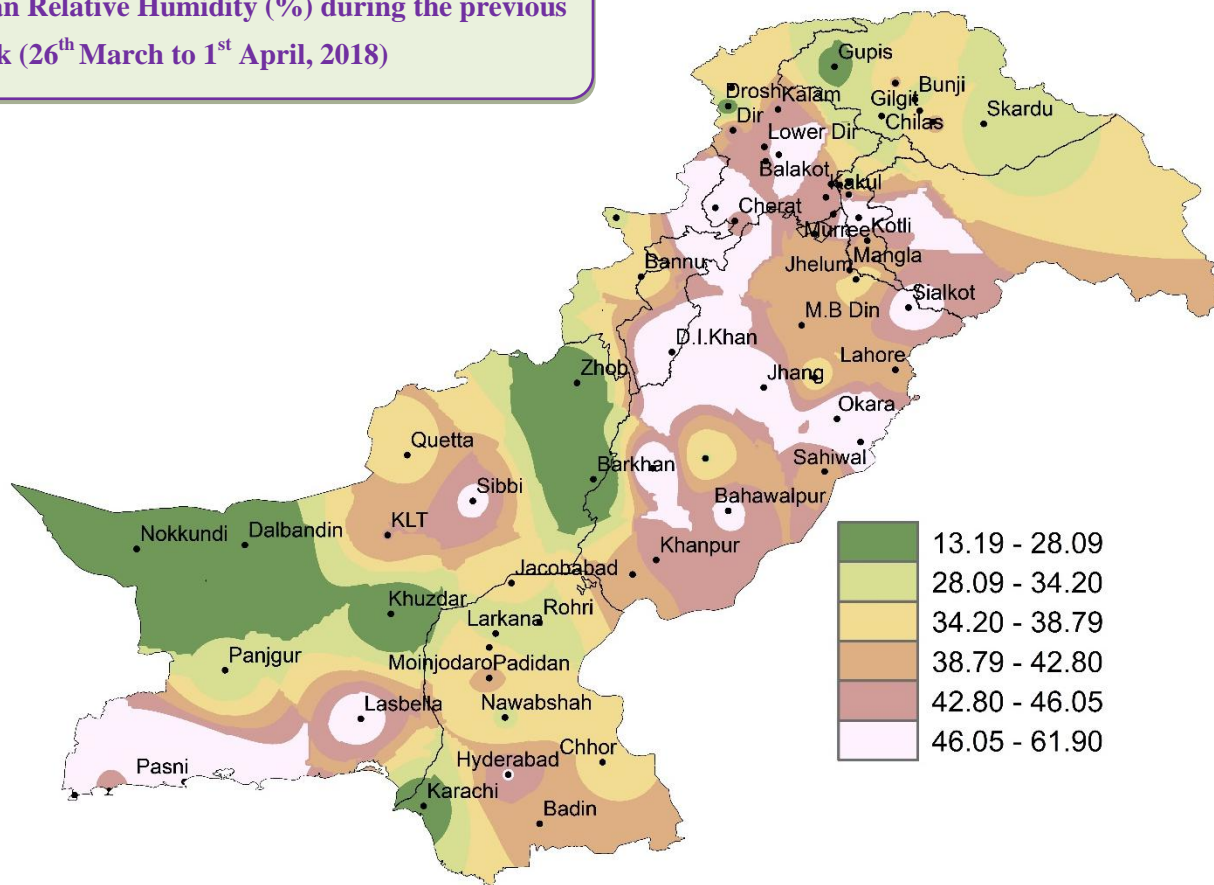 an Relative Humidity (%) during the previous
k (26th March to 1st April, 2018)
Gupis
Bunji
Drosh
Kalam
Gilgit
Skardu
Dir
Chilas
Lower Dir
Balakot
Kakul
Cherat
Murree
Kotli
Mangla
Bannu
Jhelum
Sialkot
M.B Din
D.I.Khan
Lahore
Zhob
Jhang
Okara
Quetta
Barkhan
Sahiwal
Sibbi
Bahawalpur
Nokkundi
Dalbandin
KLT
Khanpur
Jacobabad
Khuzdar
Rohri
Larkana
Panjgur
Moinjodaro
Padidan
Lasbella
Nawabshah
Chhor
Hyderabad
Pasni
Karachi
Badin
13.19 - 28.09
28.09 - 34.20
34.20 - 38.79
38.79 - 42.80
42.80 - 46.05
46.05 - 61.90